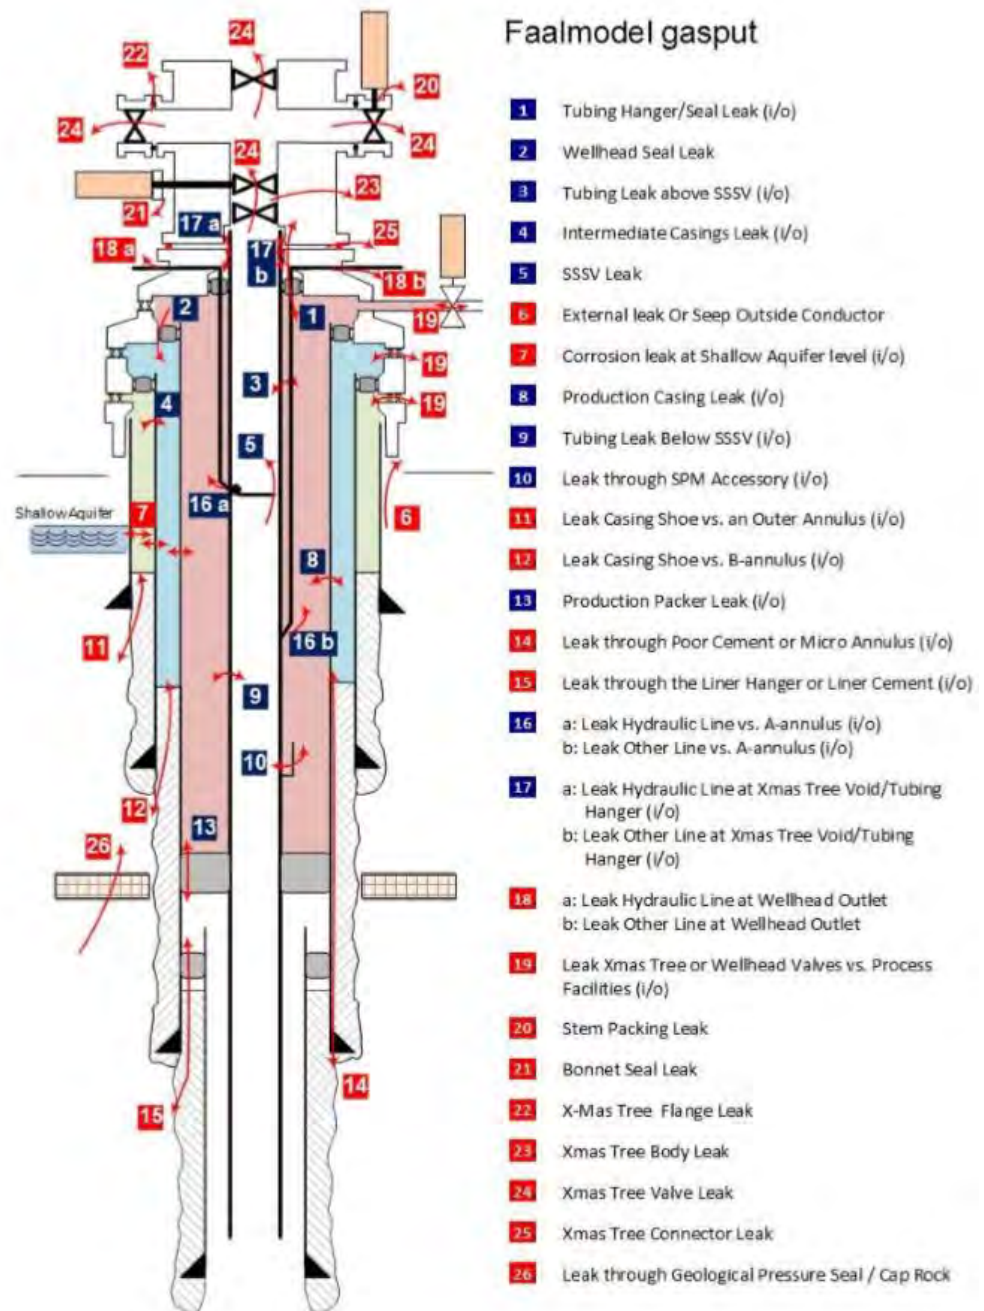 Faalmodel gasput
24
22
20
24
24
24
23
21
17 a
25
18 a
17
b
18 b
2
1
19
19
3
4
19
5
16 a
Shallow Aquifer
7
6
8
11
16 b
9
10
12
13
26
14
15
1 Tubing Hanger/Seal Leak (i/o)
2 Wellhead Seal Leak
3 Tubing Leak above SSSV (i/o)
4 Intermediate Casings Leak (i/o)
5 SSSV Leak
6 External leak Or Seep Outside Conductor
7 Corrosion leak at Shallow Aquifer level (i/o)
8 Production Casing Leak (i/o)
9 Tubing Leak Below SSSV (i/o)
10 Leak through SPM Accessory (i/o)
11 Leak Casing Shoe vs. an Outer Annulus (i/o)
12 Leak Casing Shoe vs. B-annulus (i/o)
13 Production Packer Leak (i/o)
14 Leak through Poor Cement or Micro Annulus (i/o)
15 Leak through the Liner Hanger or Liner Cement (i/o)
16 a: Leak Hydraulic Line vs. A-annulus (i/o)
b: Leak Other Line vs. A-annulus (i/o)
17 a: Leak Hydraulic Line at Xmas Tree Void/Tubing
Hanger (i/o)
b: Leak Other Line at Xmas Tree Void/Tubing
Hanger (i/o)
18 a: Leak Hydraulic Line at Wellhead Outlet
b: Leak Other Line at Wellhead Outlet
19 Leak Xmas Tree or Wellhead Valves vs. Process
Facilities (i/o)
20 Stem Packing Leak
21 Bonnet Seal Leak
22 X-Mas Tree Flange Leak
23 Xmas Tree Body Leak
24 Xmas Tree Valve Leak
25 Xmas Tree Connector Leak
26 Leak through Geological Pressure Seal / Cap Rock